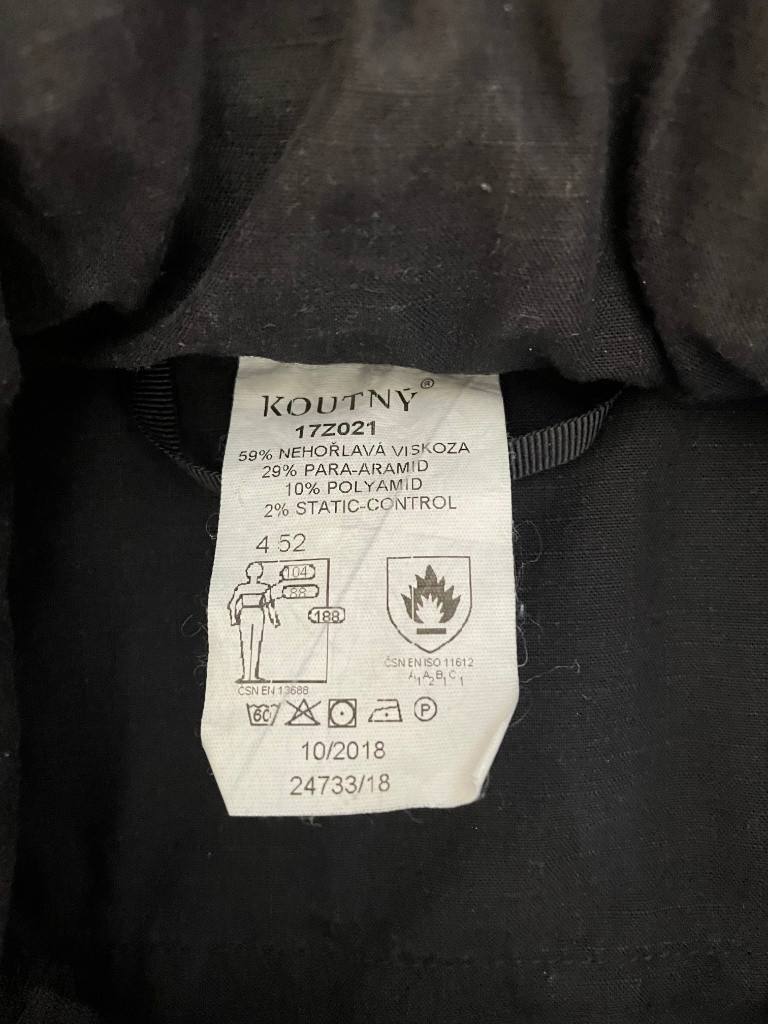 KOUTNÝ®
17Z021
59% NEHOŘLAVÁ VISKOZA
29% PARA-ARAMID
10% POLYAMID
2% STATIC-CONTROL
4 52
104
88
188
ČSN EN 13688
ČSN EN ISO 11612
A1A2B1C1
60
P
10/2018
24733/18